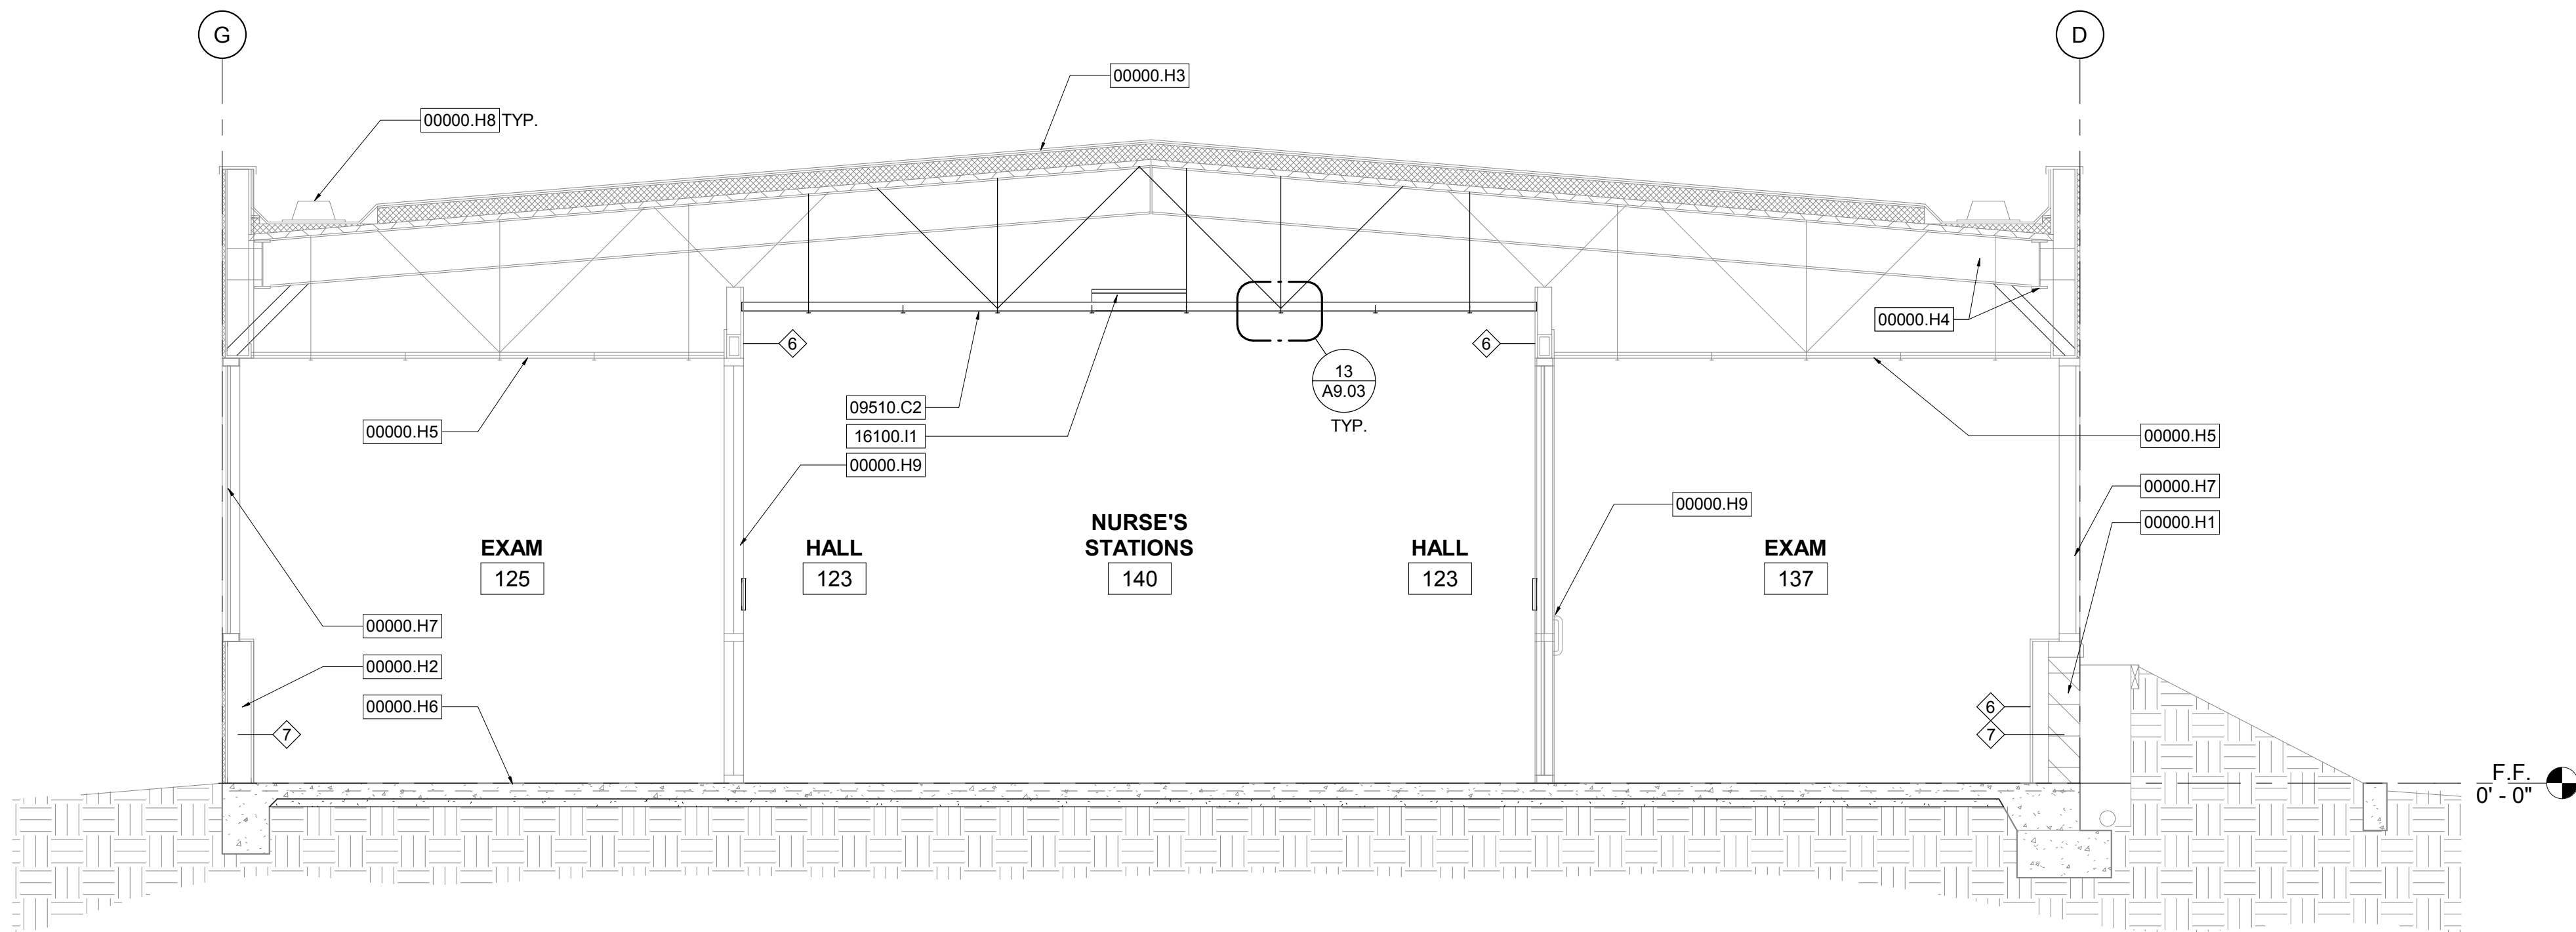 G
D
00000.H3
00000.H8 TYP.
00000.H4
6
6
13
A9.03
TYP.
09510.C2
16100.I1
00000.H9
00000.H5
00000.H5
00000.H7
00000.H1
00000.H9
EXAM
125
HALL
123
NURSE'S
STATIONS
140
HALL
123
EXAM
137
00000.H7
00000.H2
00000.H6
7
6
7
F.F.
0' - 0"